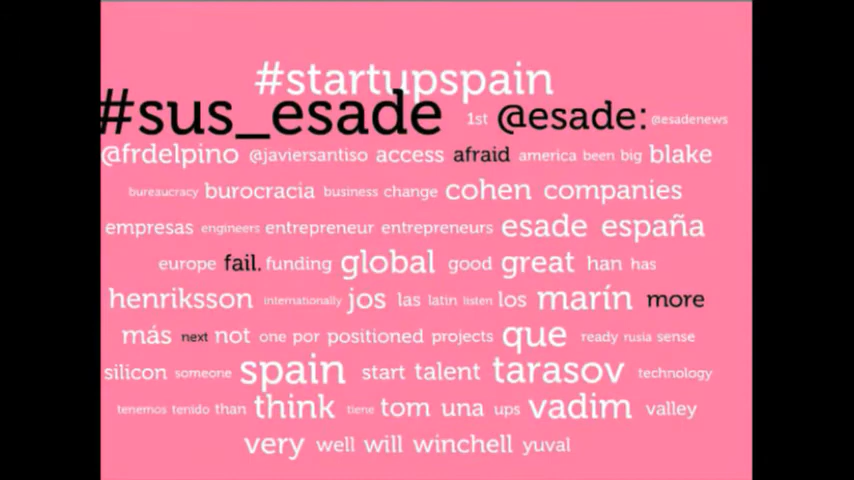 #startupspain
#sus_esade 1st @esade: @esadenews
@frdelpino @javiersantiso access afraid america been big blake
bureaucracy burocracia business change cohen companies
empresas engineers entrepreneur entrepreneurs esade españa
europe fail. funding global good great han has
henriksson internationally jos las latin listen los marín more
más next not one por positioned projects que ready rusia sense
silicon someone spain start talent tarasov technology
tenemos tenido than think tiene tom una ups vadim valley
very well will winchell yuval